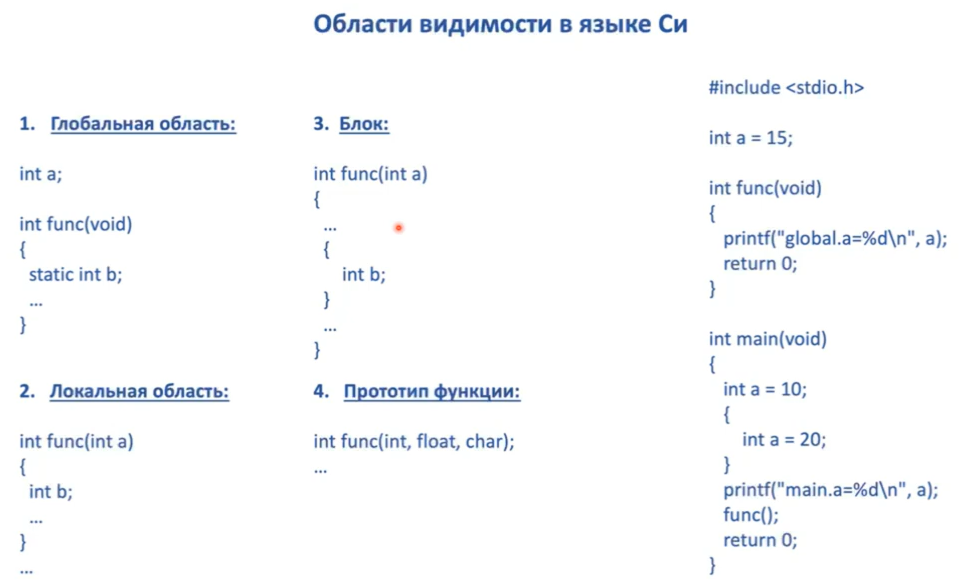 Области видимости в языке Си
1. Глобальная область:
int a;
int func(void)
{
static int b;
...
}
2. Локальная область:
int func(int a)
{
int b;
...
}
...
3. Блок:
int func(int a)
{
...
{
int b;
}
...
}
4. Прототип функции:
int func(int, float, char);
...
#include <stdio.h>
int a = 15;
int func(void)
{
printf("global.a=%d\n", a);
return 0;
}
int main(void)
{
int a = 10;
{
int a = 20;
}
printf("main.a=%d\n", a);
func();
return 0;
}